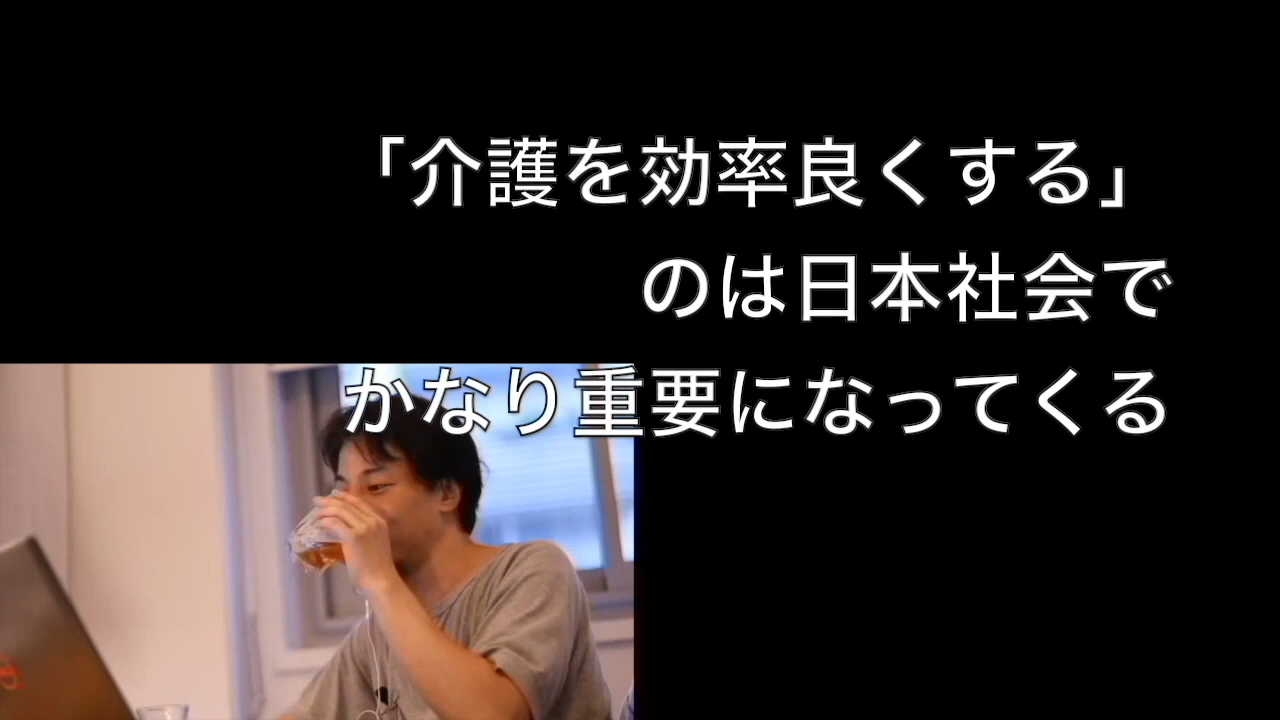 「介護を効率良くする」
のは日本社会で
かなり重要になってくる